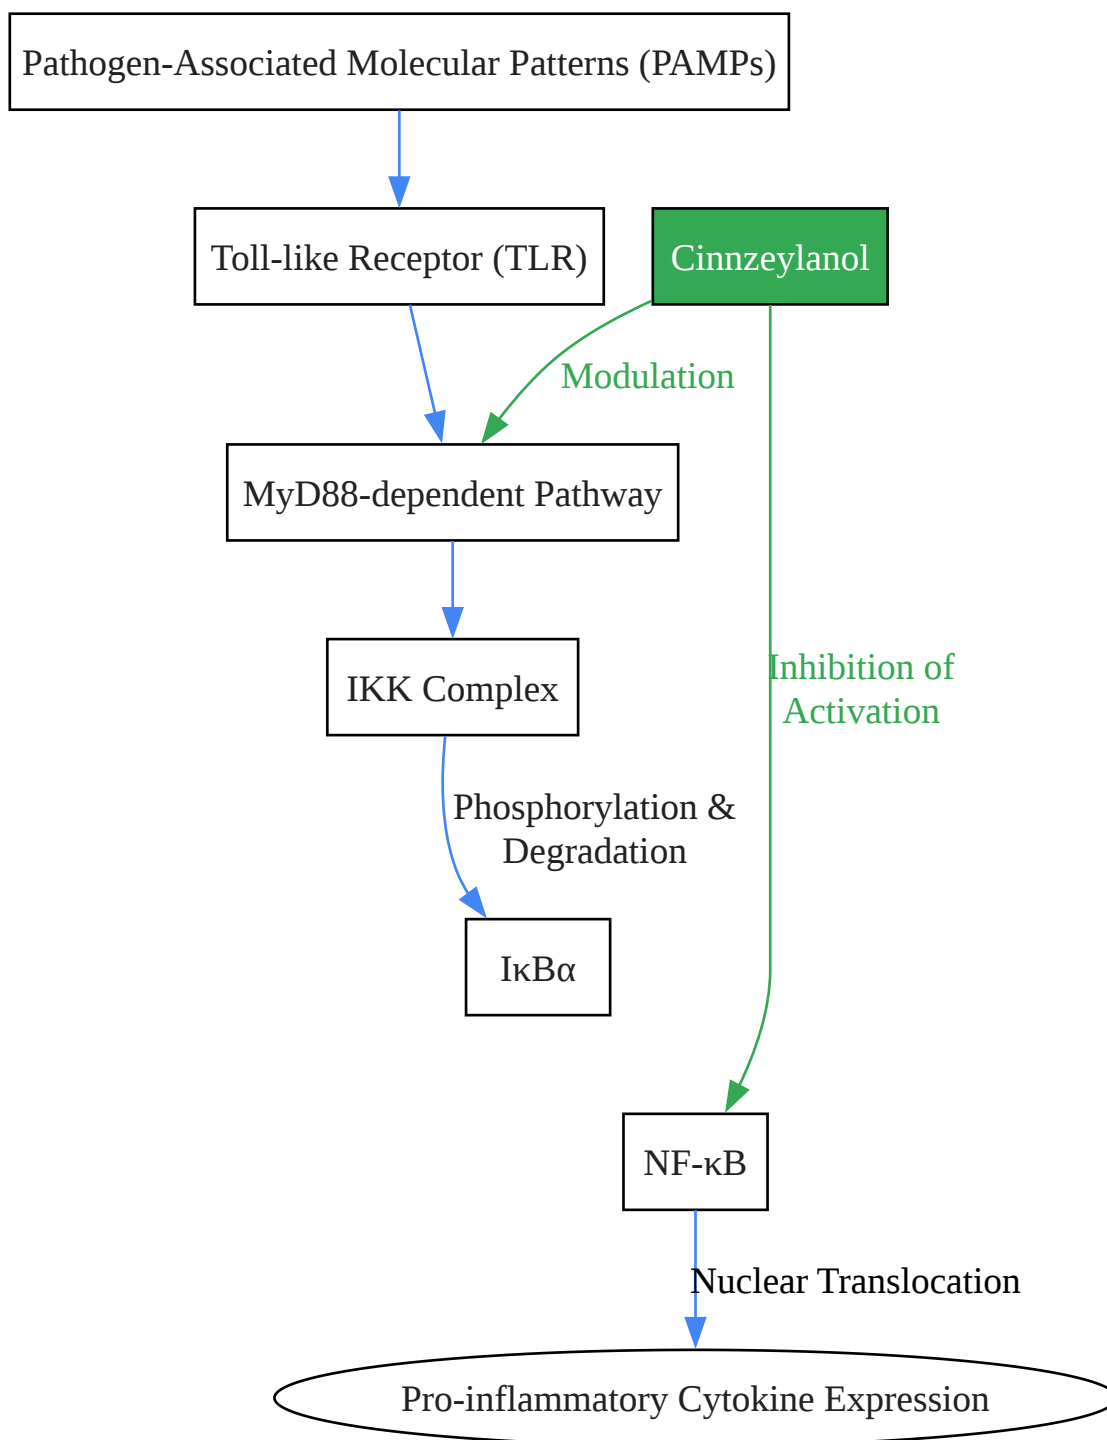 Pathogen-Associated Molecular Patterns (PAMPs)
Toll-like Receptor (TLR)
Cinnzeylanol
Modulation
MyD88-dependent Pathway
Inhibition of
Activation
IKK Complex
Phosphorylation &
Degradation
IκBα
NF-κB
Nuclear Translocation
Pro-inflammatory Cytokine Expression